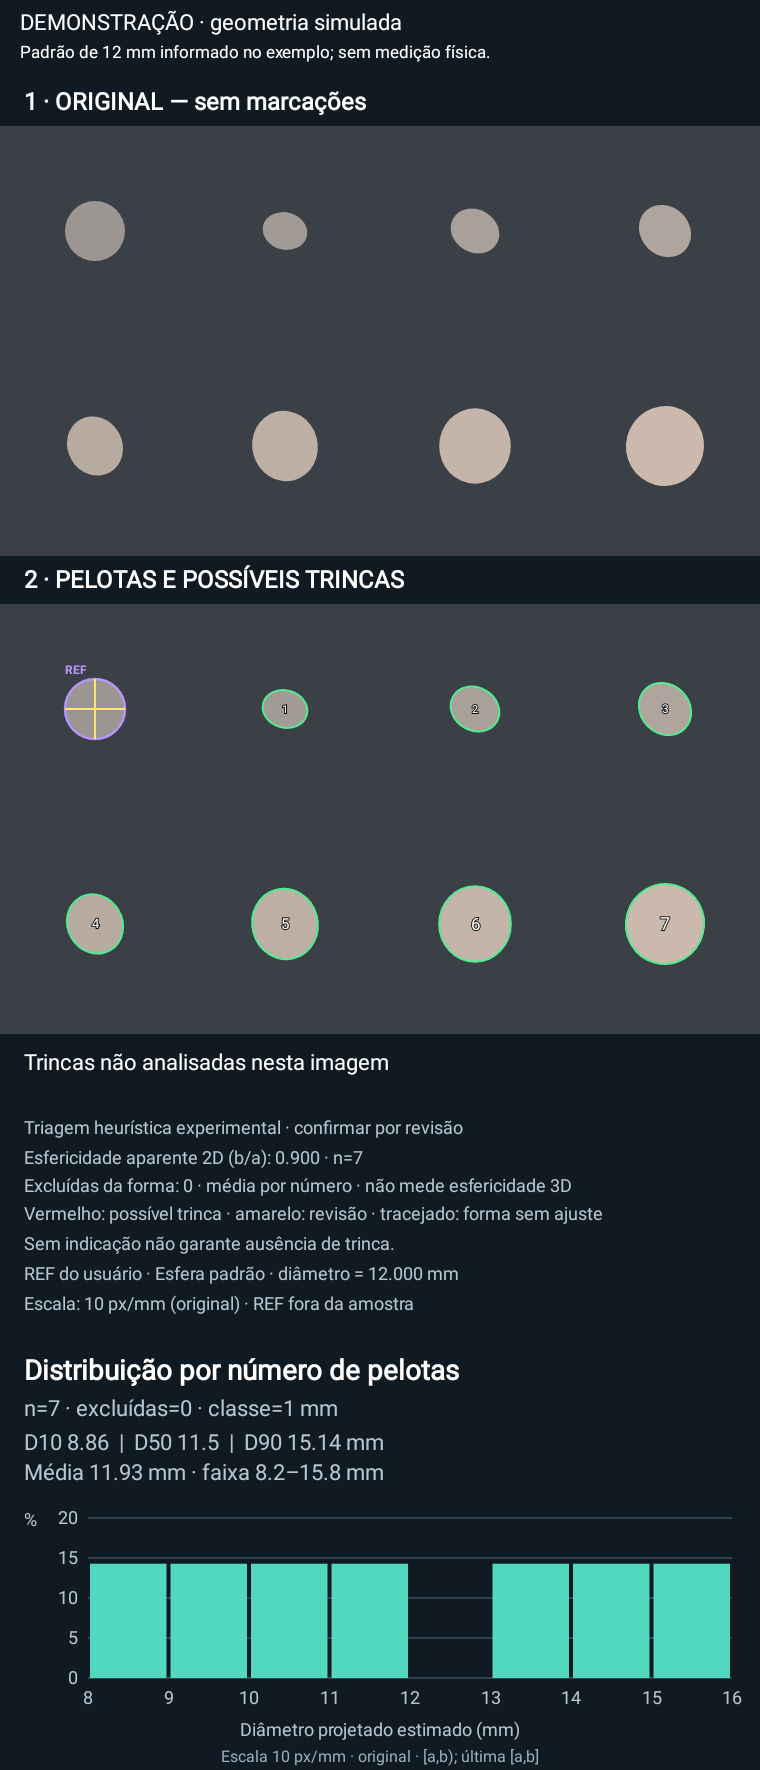 DEMONSTRAÇÃO · geometria simulada
Padrão de 12 mm informado no exemplo; sem medição física.
1 · ORIGINAL — sem marcações
2 · PELOTAS E POSSÍVEIS TRINCAS
REF
1
2
3
4
5
6
7
Trincas não analisadas nesta imagem
Triagem heurística experimental · confirmar por revisão
Esfericidade aparente 2D (b/a): 0.900 · n=7
Excluídas da forma: 0 · média por número · não mede esfericidade 3D
Vermelho: possível trinca · amarelo: revisão · tracejado: forma sem ajuste
Sem indicação não garante ausência de trinca.
REF do usuário · Esfera padrão · diâmetro = 12.000 mm
Escala: 10 px/mm (original) · REF fora da amostra
Distribuição por número de pelotas
n=7 · excluídas=0 · classe=1 mm
D10 8.86 | D50 11.5 | D90 15.14 mm
Média 11.93 mm · faixa 8.2–15.8 mm
% 20
15
10
5
0
8 9 10 11 12 13 14 15 16
Diâmetro projetado estimado (mm)
Escala 10 px/mm · original · [a,b); última [a,b]